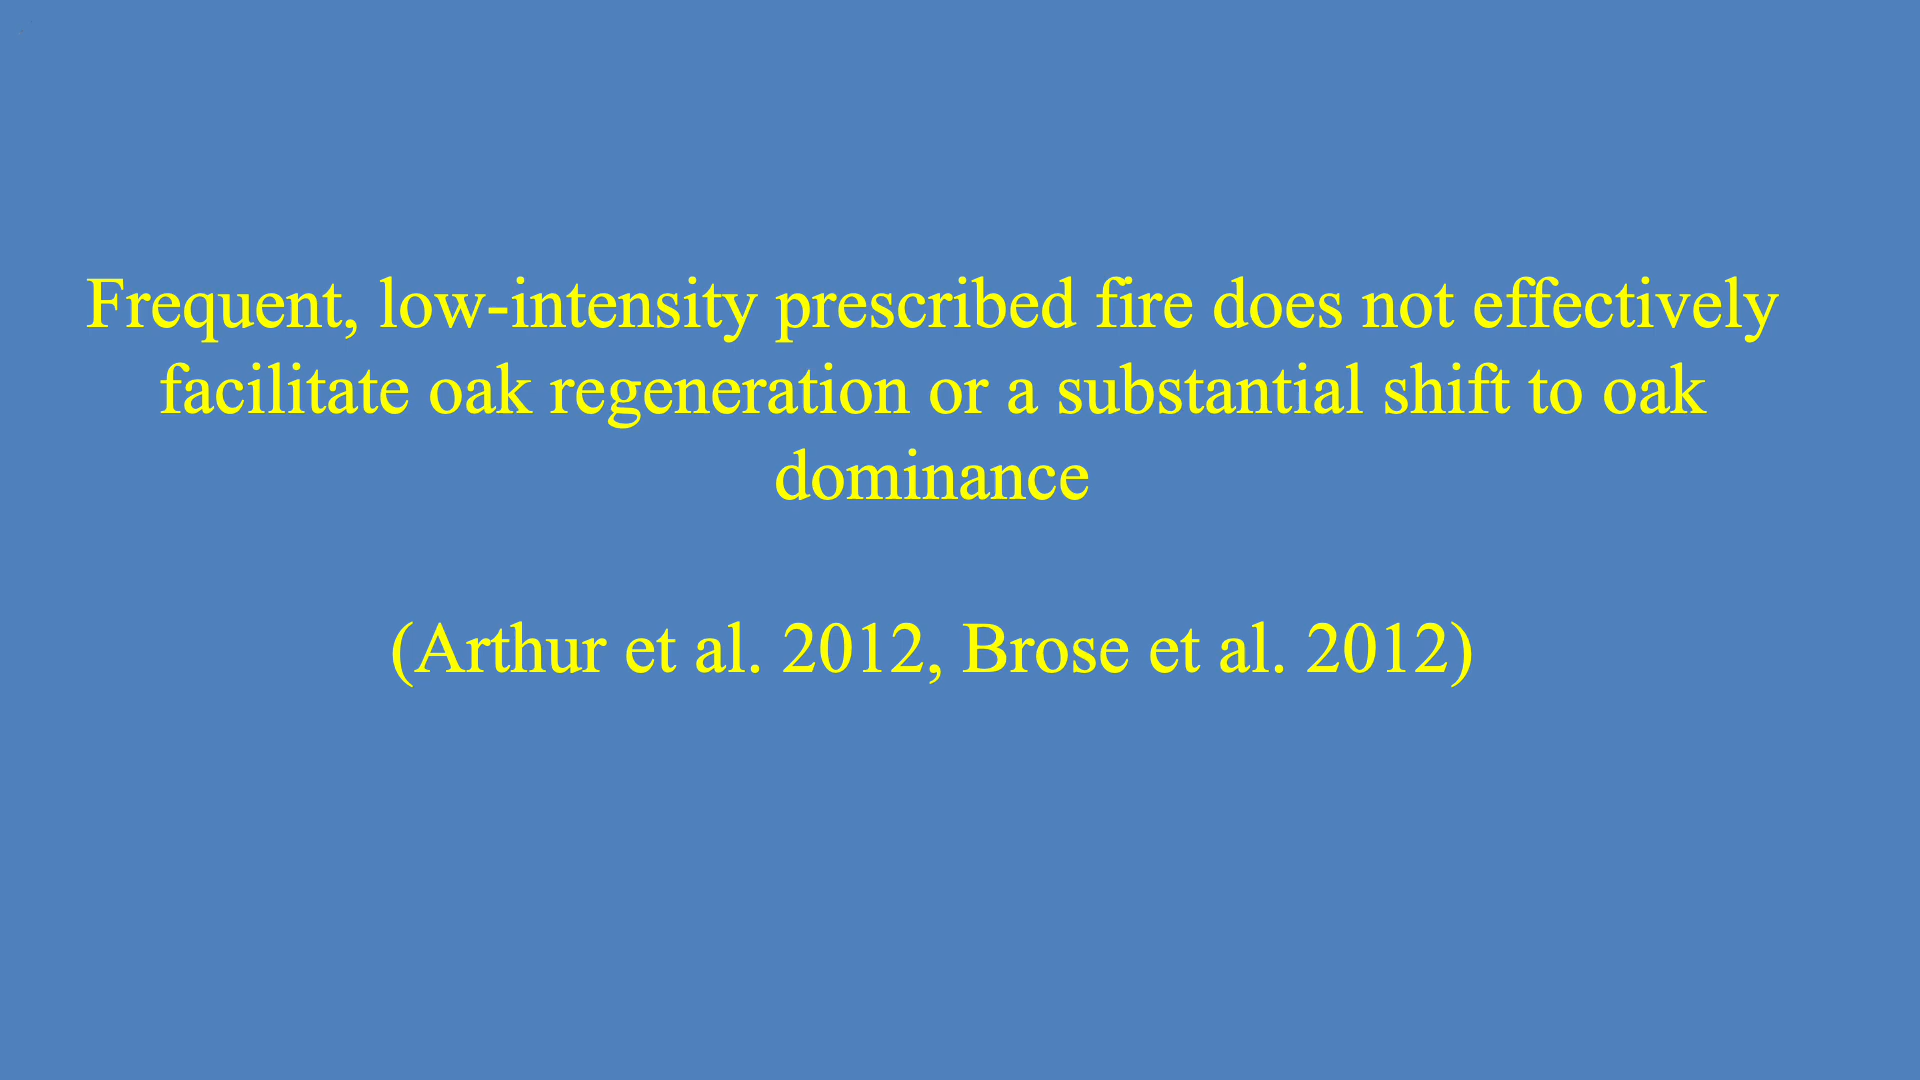 Frequent, low-intensity prescribed fire does not effectively
facilitate oak regeneration or a substantial shift to oak
dominance
(Arthur et al. 2012, Brose et al. 2012)